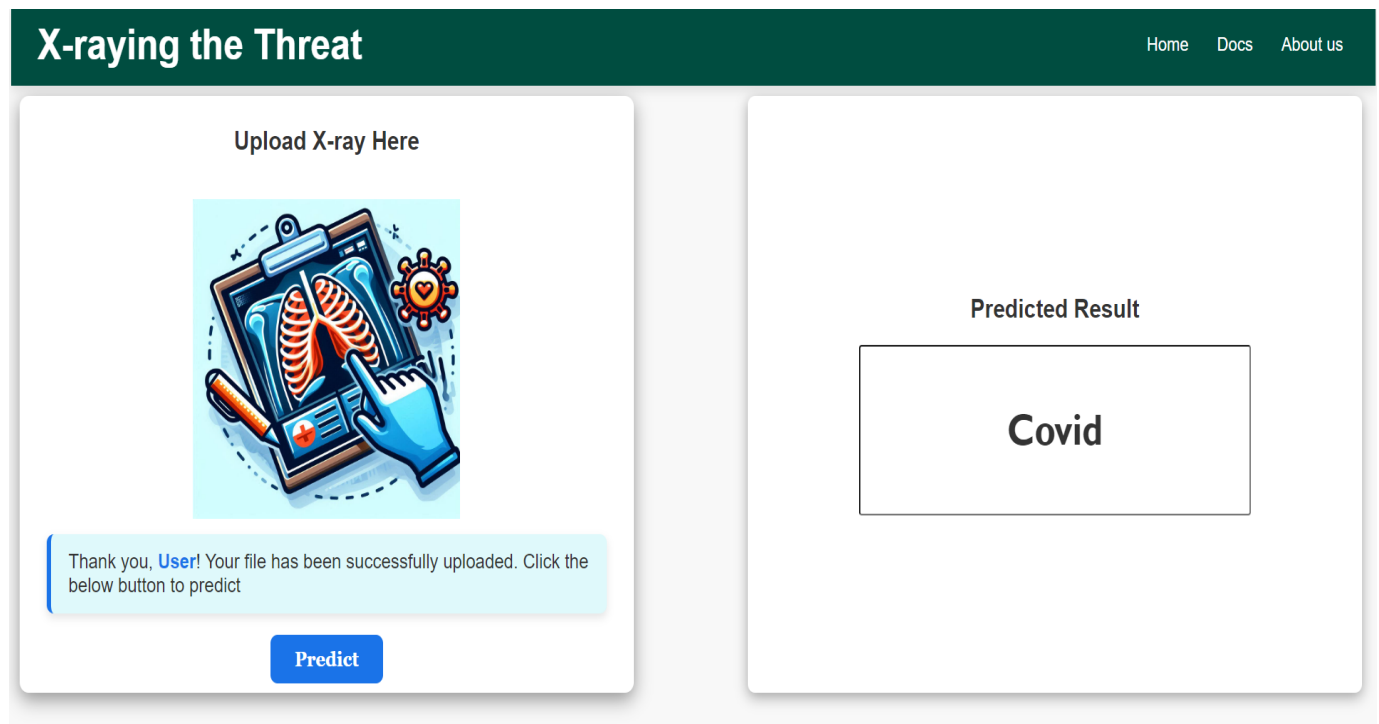 X-raying the Threat
Home Docs About us
Upload X-ray Here
Thank you, User! Your file has been successfully uploaded. Click the
below button to predict
Predict
Predicted Result
Covid